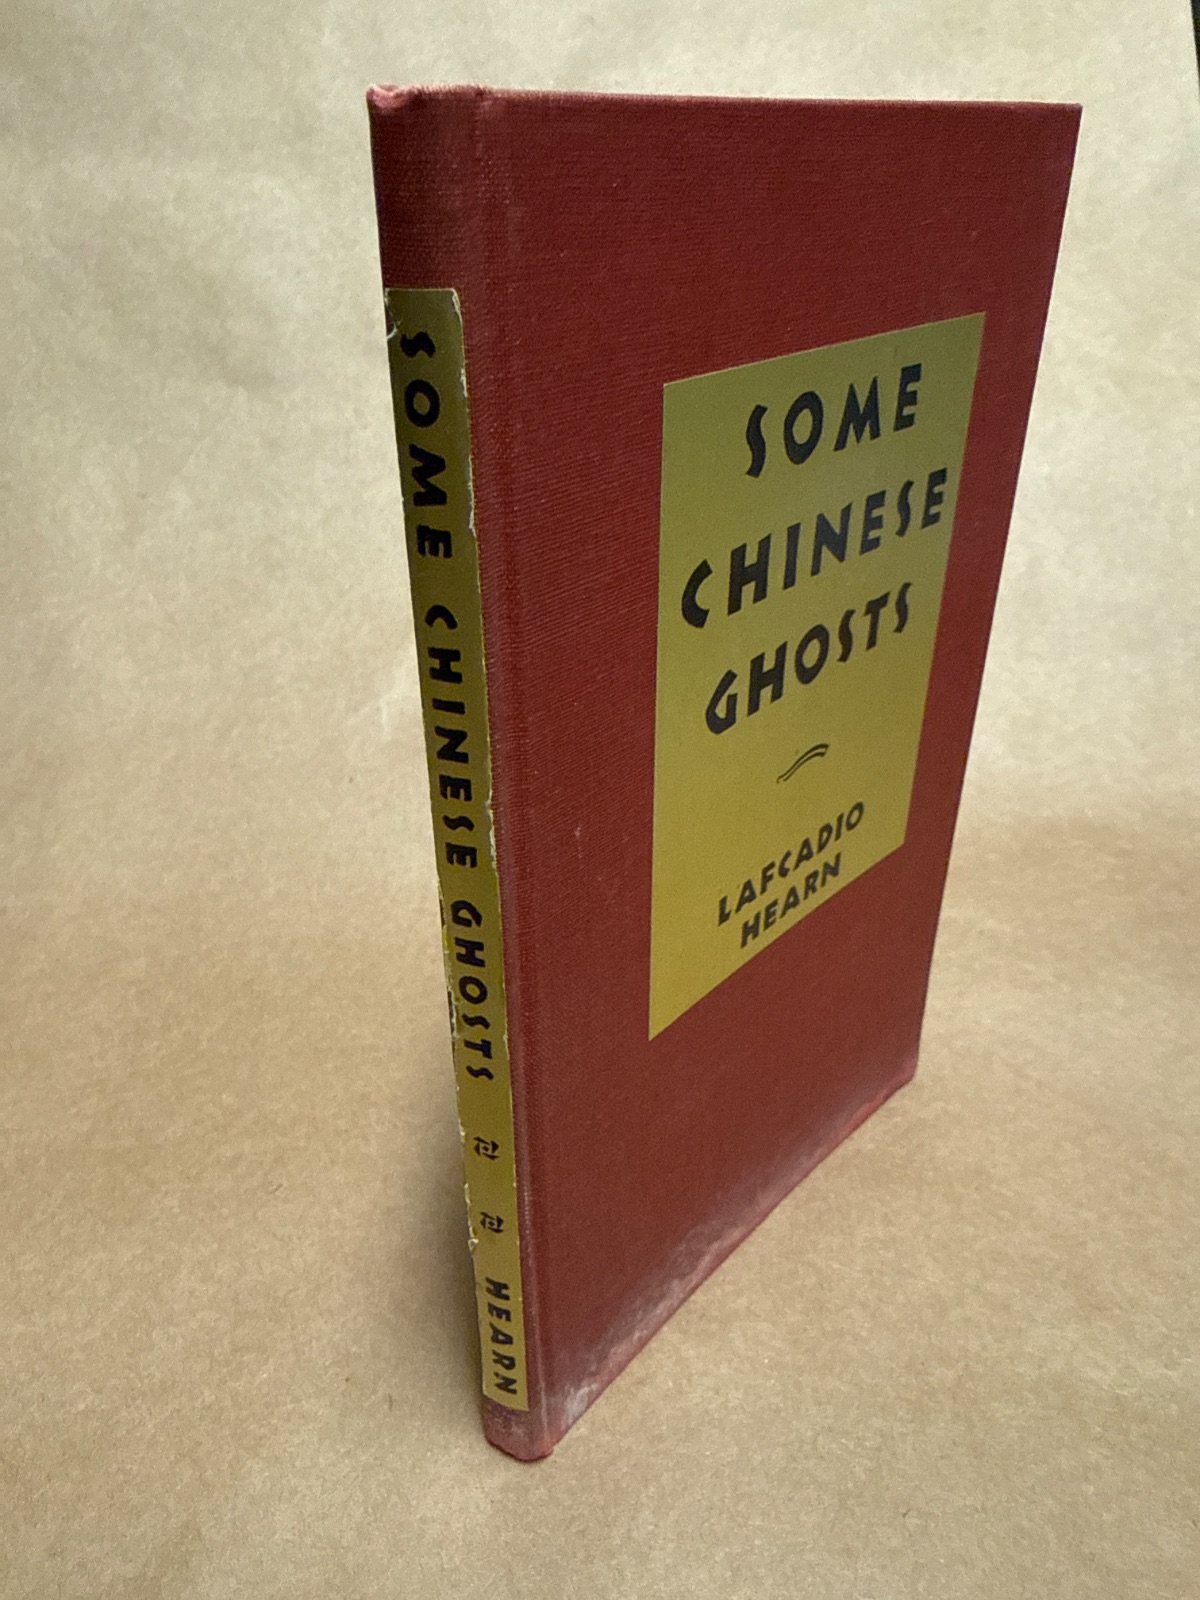 SOME CHINESE GHOSTS HEARN
SOME
CHINESE
GHOSTS
LAFCADIO
HEARN